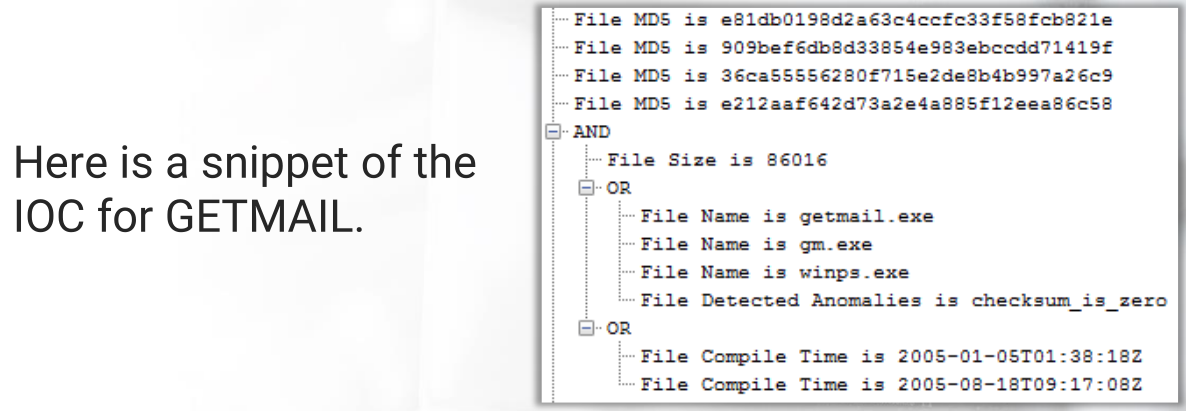 Here is a snippet of the
IOC for GETMAIL.
File MD5 is e81db0198d2a63c4ccfc33f58fcb821e
File MD5 is 909bef6db8d33854e983ebccdd71419f
File MD5 is 36ca55556280f715e2de8b4b997a26c9
File MD5 is e212aaf642d73a2e4a885f12eea86c58
AND
File Size is 86016
OR
File Name is getmail.exe
File Name is gm.exe
File Name is winps.exe
File Detected Anomalies is checksum_is_zero
OR
File Compile Time is 2005-01-05T01:38:18Z
File Compile Time is 2005-08-18T09:17:08Z